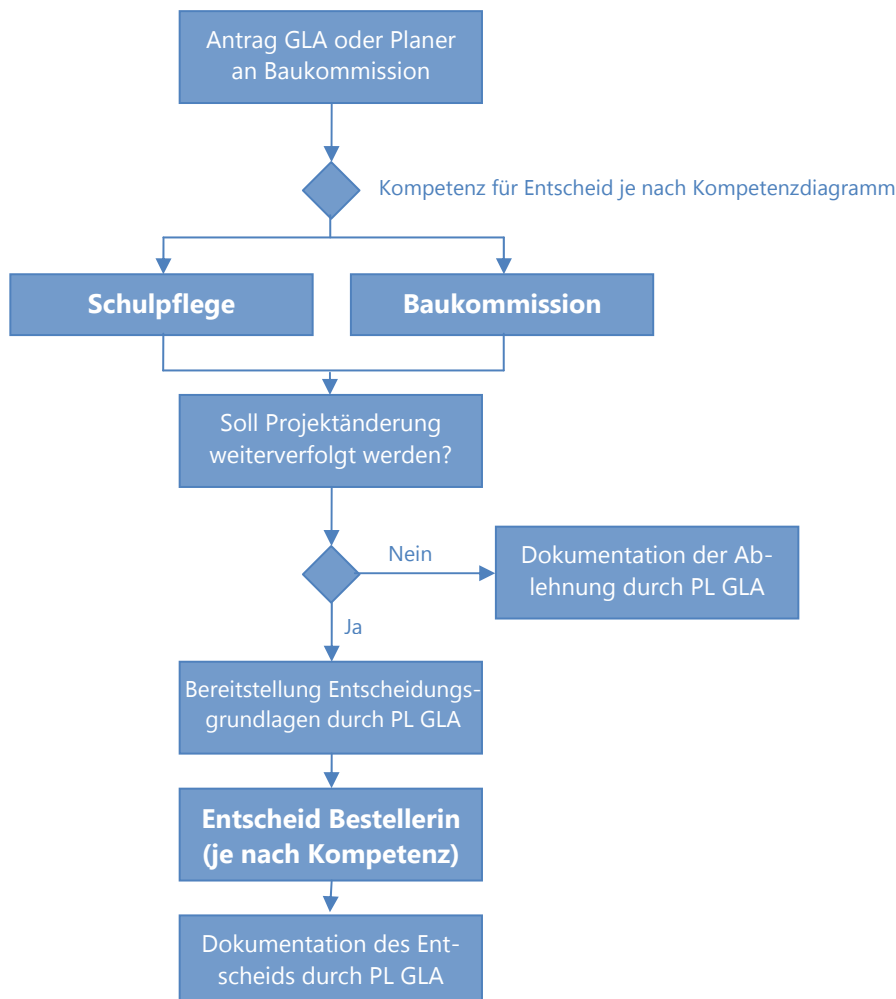 Antrag GLA oder Planer
an Baukommission
Kompetenz für Entscheid je nach Kompetenzdiagramm
Schulpflege
Baukommission
Soll Projektänderung
weiterverfolgt werden?
Nein
Dokumentation der Ab-
lehnung durch PL GLA
Ja
Bereitstellung Entscheidungs-
grundlagen durch PL GLA
Entscheid Bestellerin
(je nach Kompetenz)
Dokumentation des Ent-
scheids durch PL GLA